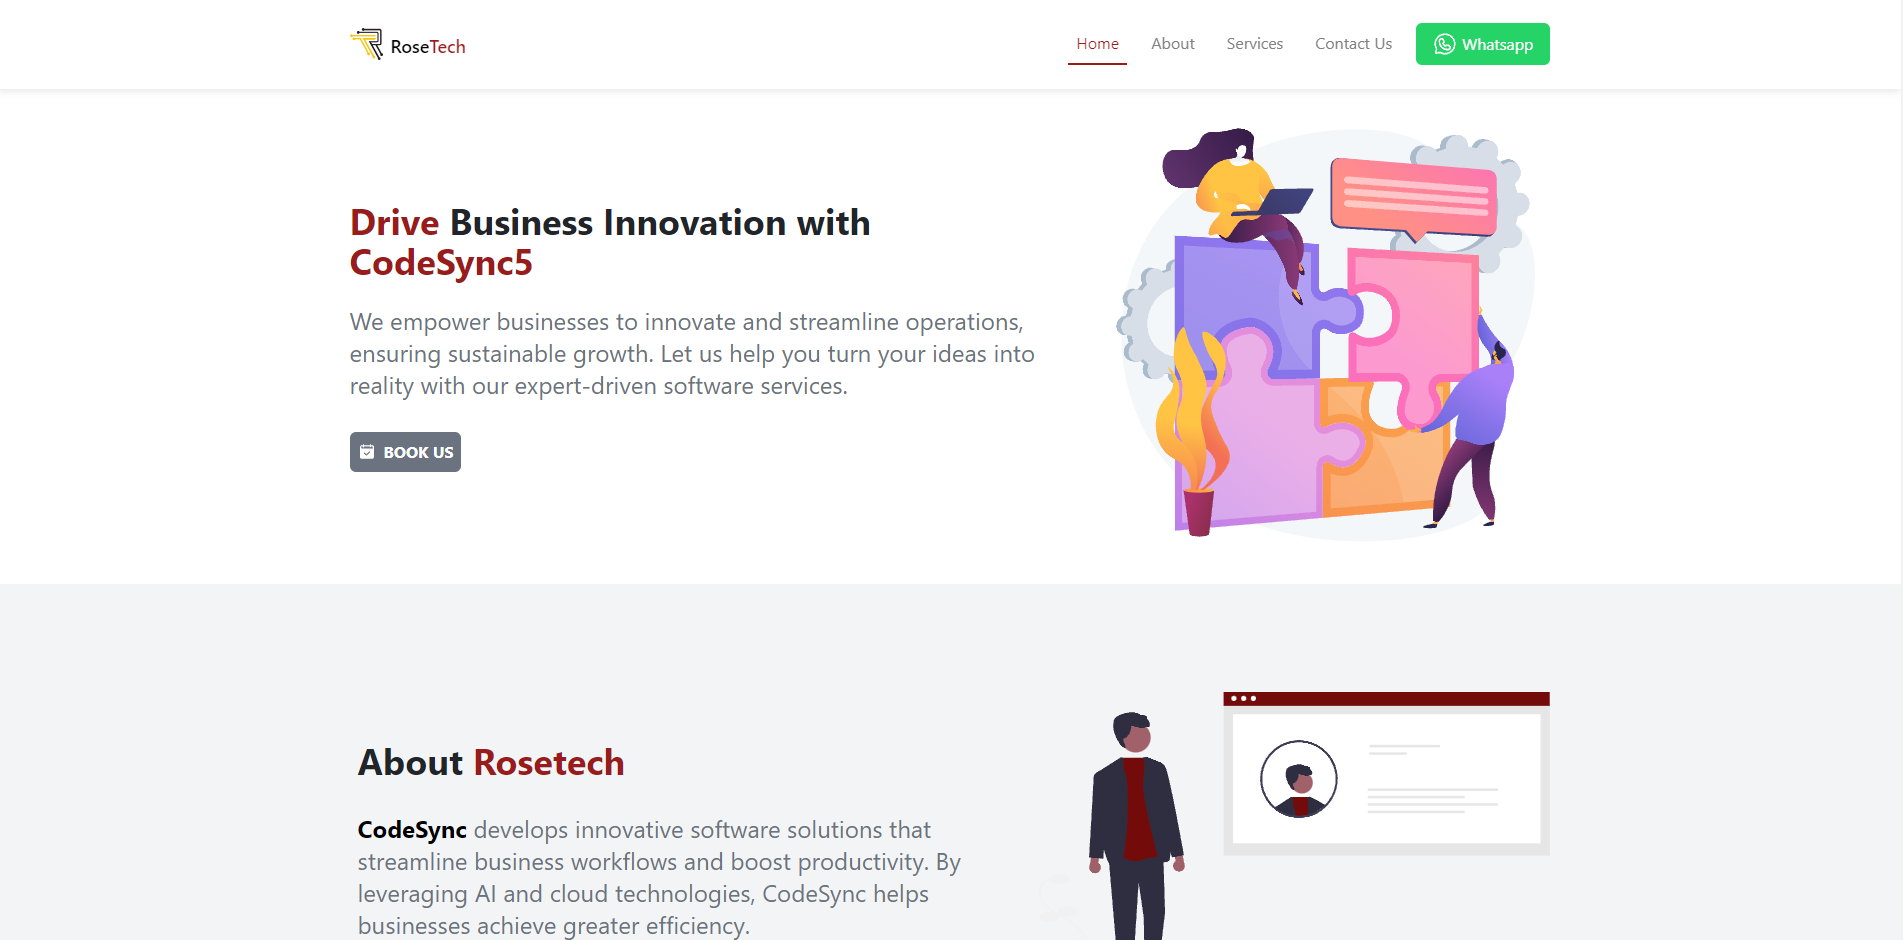 RoseTech
Home
About
Services
Contact Us
Whatsapp
Drive Business Innovation with
CodeSync5
We empower businesses to innovate and streamline operations,
ensuring sustainable growth. Let us help you turn your ideas into
reality with our expert-driven software services.
BOOK US
About Rosetech
CodeSync develops innovative software solutions that
streamline business workflows and boost productivity. By
leveraging AI and cloud technologies, CodeSync helps
businesses achieve greater efficiency.